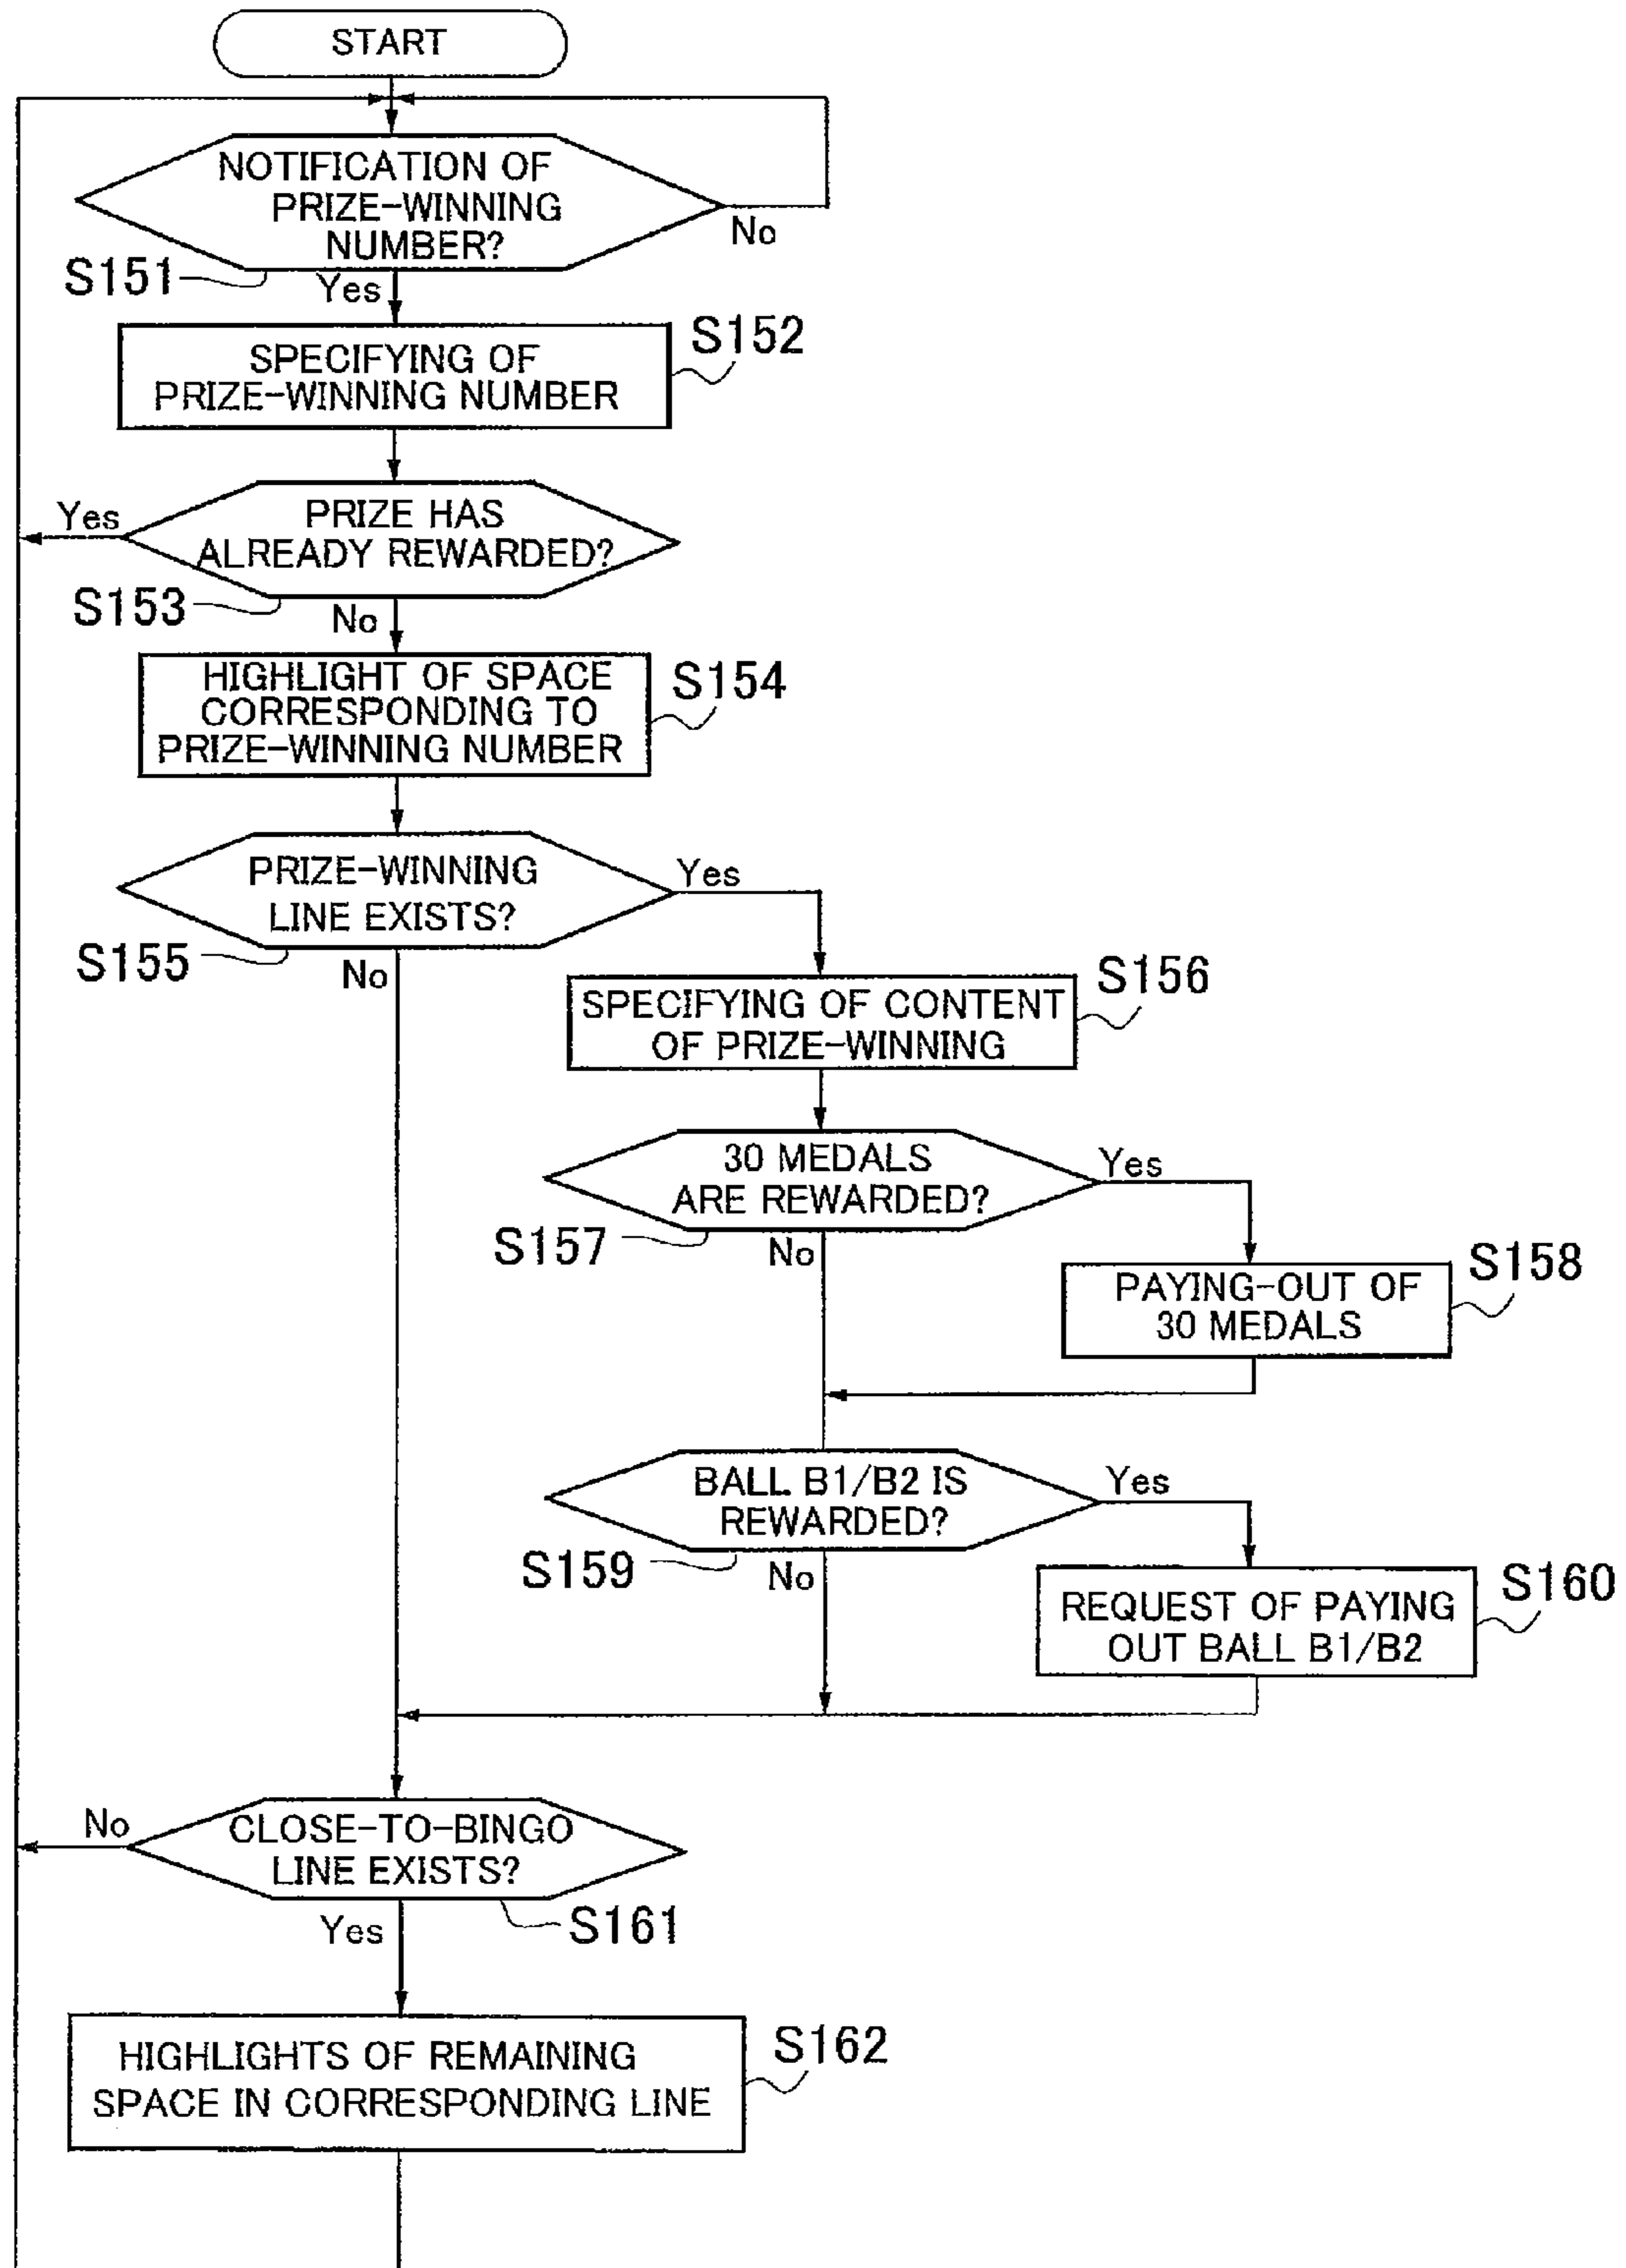 START
NOTIFICATION OF
PRIZE-WINNING
NUMBER?
No
S151
Yes
S152
SPECIFYING OF
PRIZE-WINNING NUMBER
Yes
PRIZE HAS
ALREADY REWARDED?
S153
No
S154
HIGHLIGHT OF SPACE
CORRESPONDING TO
PRIZE-WINNING NUMBER
PRIZE-WINNING
LINE EXISTS?
Yes
S155
No
S156
SPECIFYING OF CONTENT
OF PRIZE-WINNING
30 MEDALS
ARE REWARDED?
Yes
S157
No
S158
PAYING-OUT OF
30 MEDALS
BALL B1/B2 IS
REWARDED?
Yes
S159
No
S160
REQUEST OF PAYING
OUT BALL B1/B2
No
CLOSE-TO-BINGO
LINE EXISTS?
S161
Yes
S162
HIGHLIGHTS OF REMAINING
SPACE IN CORRESPONDING LINE